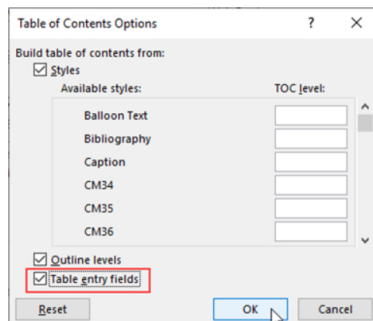 Table of Contents Options ?
Build table of contents from:
Styles
Available styles: TOC level:
Balloon Text
Bibliography
Caption
CM34
CM35
CM36
Outline levels
Table entry fields
Reset OK Cancel